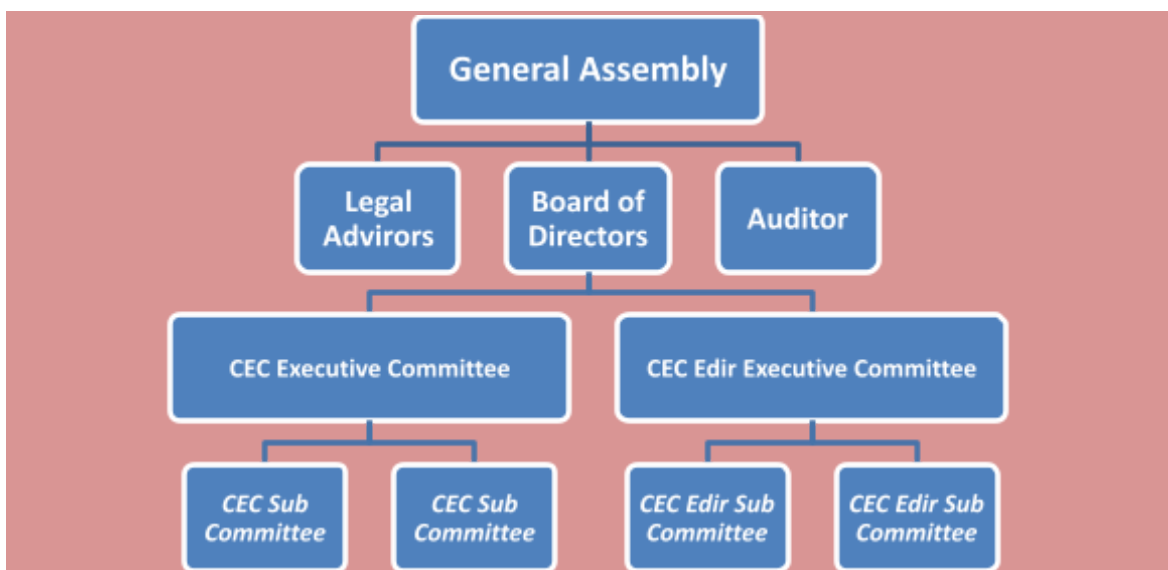 General Assembly
Legal
Advirors
Board of
Directors
Auditor
CEC Executive Committee
CEC Edir Executive Committee
CEC Sub
Committee
CEC Sub
Committee
CEC Edir Sub
Committee
CEC Edir Sub
Committee